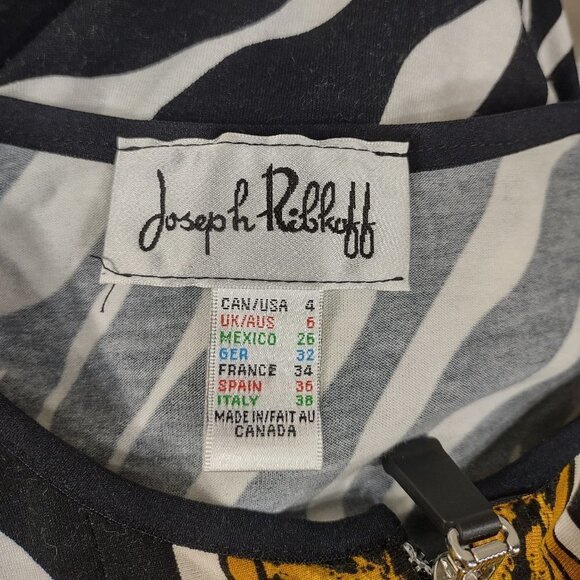 Joseph Ribkoff
CAN/USA 4
UK/AUS 6
MEXICO 26
GER 32
FRANCE 34
SPAIN 36
ITALY 38
MADE IN/FAIT AU
CANADA